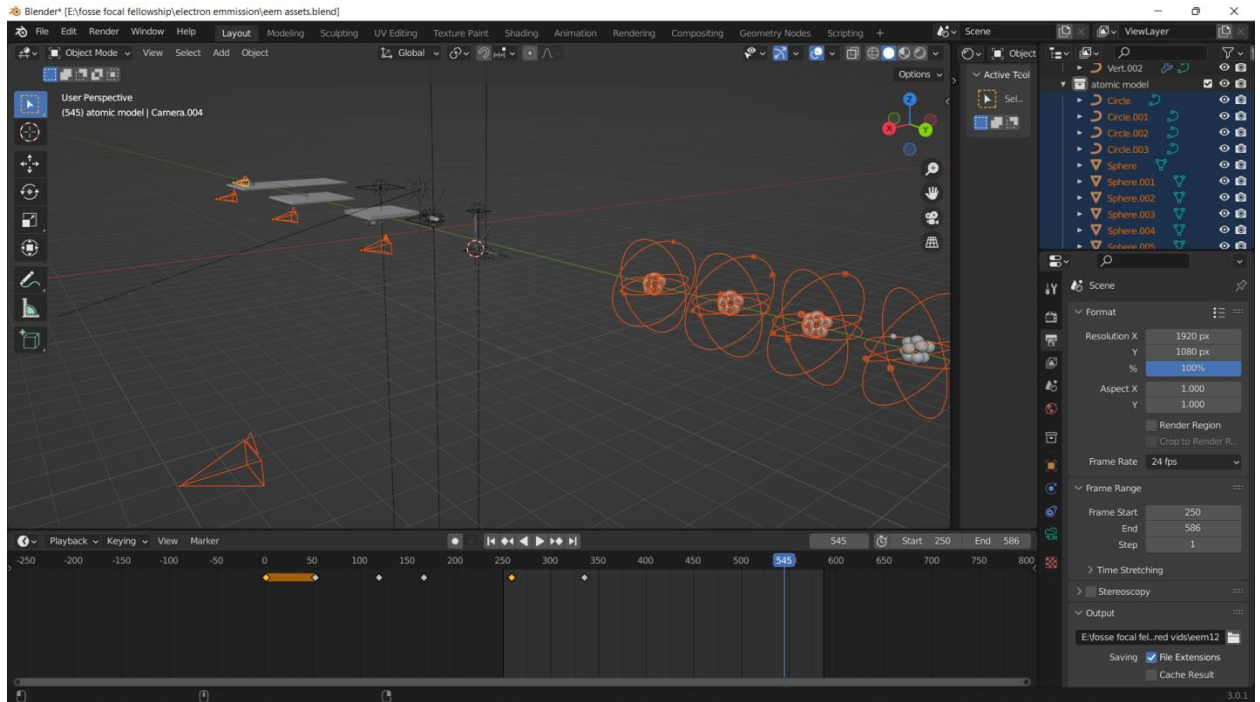 Blender* [E:\fosse focal fellowship\electron emmission\eem assets.blend]
File Edit Render Window Help Layout Modeling Sculpting UV Editing Texture Paint Shading Animation Rendering Compositing Geometry Nodes Scripting + Scene ViewLayer
Object Mode View Select Add Object Global Object
Options
User Perspective
(545) atomic model | Camera.004
Z
X
Y
Active Tool
Sel...
Vert.002
atomic model
Circle
Circle.001
Circle.002
Circle.003
Sphere
Sphere.001
Sphere.002
Sphere.003
Sphere.004
Sphere.005
Scene
Format
Resolution X 1920 px
Y 1080 px
% 100%
Aspect X 1.000
Y 1.000
Render Region
Crop to Render R...
Frame Rate 24 fps
Frame Range
Frame Start 250
End 586
Step 1
Time Stretching
Stereoscopy
Output
E:\fosse focal fel...red vids\eem12
Saving File Extensions
Cache Result
Playback Keying View Marker 545 Start 250 End 586
-250 -200 -150 -100 -50 0 50 100 150 200 250 300 350 400 450 500 545 600 650 700 750 800
3.0.1